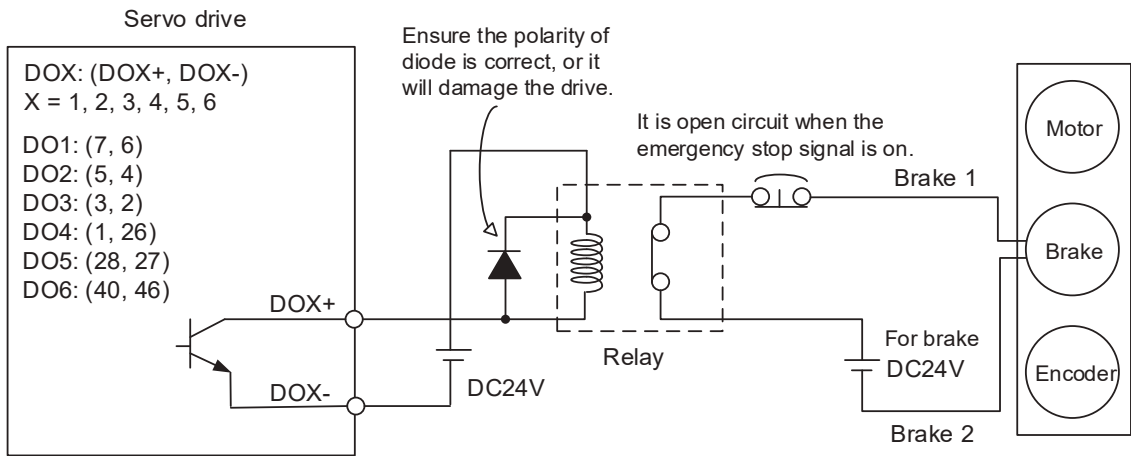 Servo drive
DOX: (DOX+, DOX-)
X = 1, 2, 3, 4, 5, 6
DO1: (7, 6)
DO2: (5, 4)
DO3: (3, 2)
DO4: (1, 26)
DO5: (28, 27)
DO6: (40, 46)
DOX+
DOX-
Ensure the polarity of
diode is correct, or it
will damage the drive.
DC24V
Relay
It is open circuit when the
emergency stop signal is on.
Brake 1
For brake
DC24V
Brake 2
Motor
Brake
Encoder